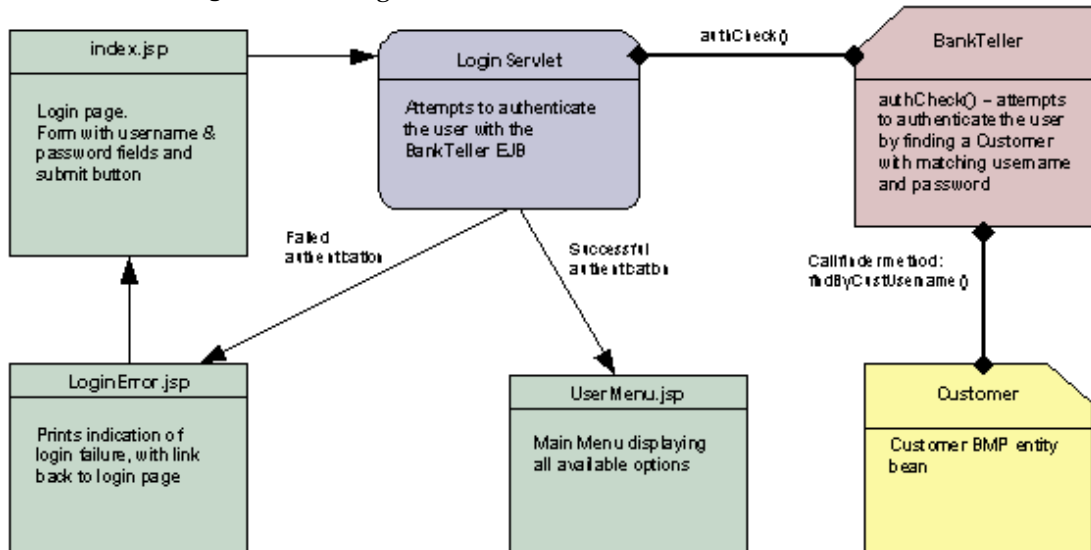 index.jsp
Login page.
Form with username &
password fields and
submit button
Login Servlet
Attempts to authenticate
the user with the
BankTeller EJB
authCheck()
BankTeller
authCheck() – attempts
to authenticate the user
by finding a Customer
with matching username
and password
Failed
authentication
Successful
authentication
Call finder method:
findByCustUsername()
LoginError.jsp
Prints indication of
login failure, with link
back to login page
UserMenu.jsp
Main Menu displaying
all available options
Customer
Customer BMP entity
bean